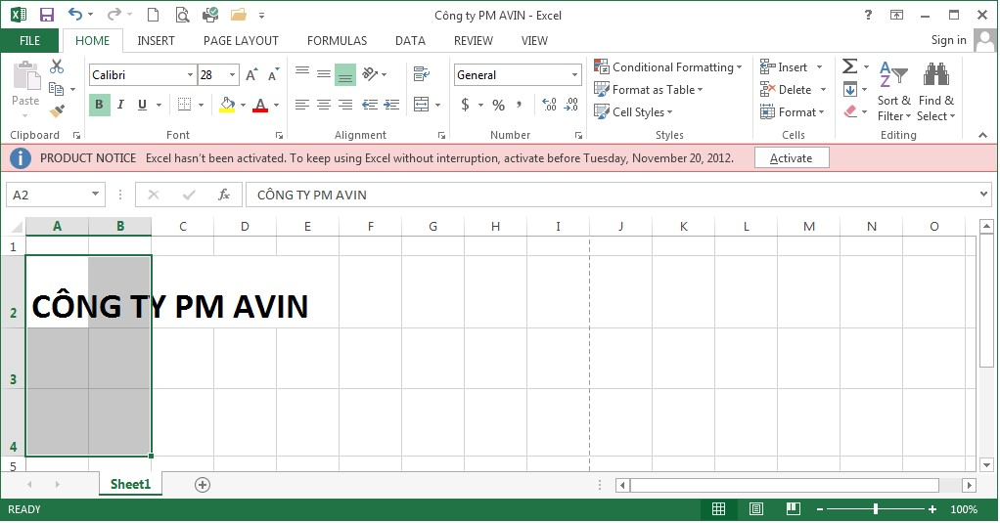 Công ty PM AVIN - Excel
?
FILE HOME INSERT PAGE LAYOUT FORMULAS DATA REVIEW VIEW Sign in
Paste
Calibri 28 A A
B I U A
General
$ % ,
Conditional Formatting
Format as Table
Cell Styles
Insert
Delete
Format
Sort & Filter
Find & Select
Clipboard Font Alignment Number Styles Cells Editing
PRODUCT NOTICE Excel hasn't been activated. To keep using Excel without interruption, activate before Tuesday, November 20, 2012. Activate
A2 fx CÔNG TY PM AVIN
A B C D E F G H I J K L M N O
1
2 CÔNG TY PM AVIN
3
4
5
Sheet1
READY 100%